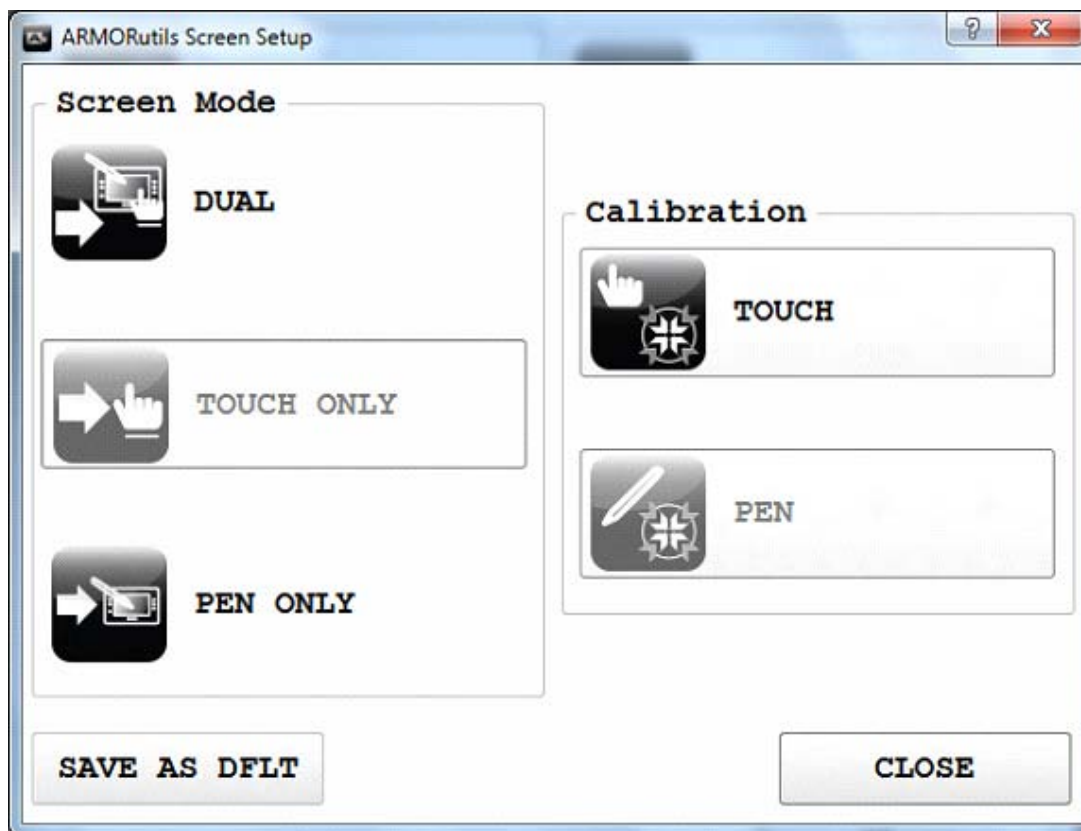 ARMORutils Screen Setup
Screen Mode
DUAL
TOUCH ONLY
PEN ONLY
Calibration
TOUCH
PEN
SAVE AS DFLT
CLOSE